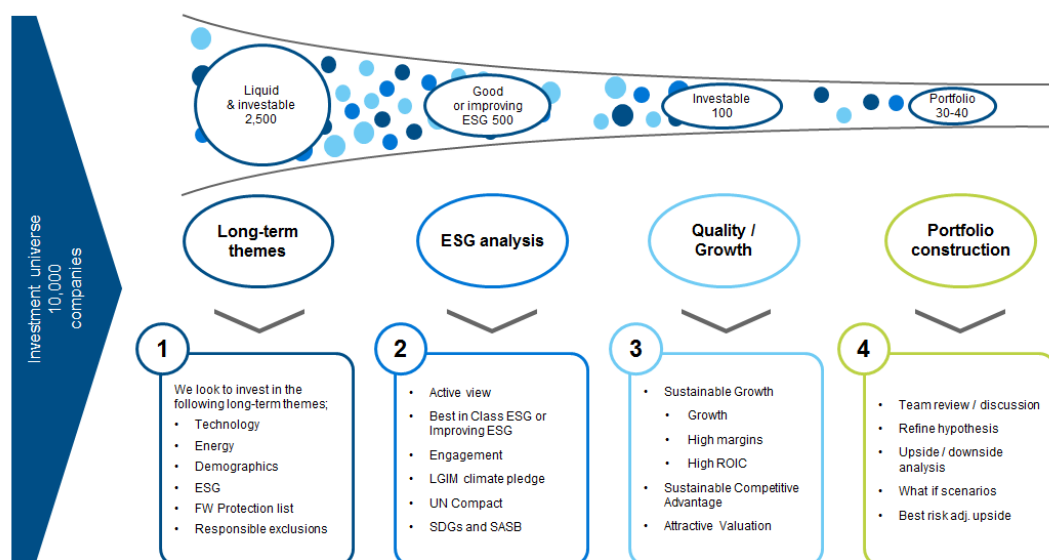 Investment universe
10,000
companies
Liquid
& investable
2,500
Good
or improving
ESG 500
Investable
100
Portfolio
30-40
Long-term
themes
ESG analysis
Quality /
Growth
Portfolio
construction
1
We look to invest in the
following long-term themes;
• Technology
• Energy
• Demographics
• ESG
• FW Protection list
• Responsible exclusions
2
• Active view
• Best in Class ESG or
Improving ESG
• Engagement
• LGIM climate pledge
• UN Compact
• SDGs and SASB
3
• Sustainable Growth
• Growth
• High margins
• High ROIC
• Sustainable Competitive
Advantage
• Attractive Valuation
4
• Team review / discussion
• Refine hypothesis
• Upside / downside
analysis
• What if scenarios
• Best risk adj. upside